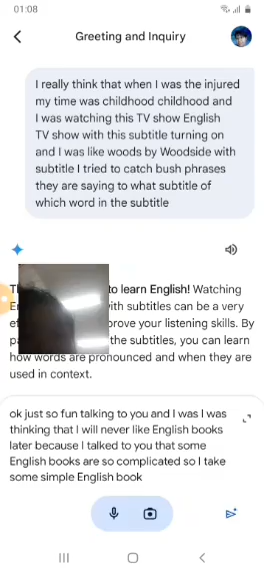 01:08
Greeting and Inquiry
I really think that when I was the injured
my time was childhood childhood and
I was watching this TV show English
TV show with this subtitle turning on
and I was like woods by Woodside with
subtitle I tried to catch bush phrases
they are saying to what subtitle of
which word in the subtitle
to learn English! Watching
with subtitles can be a very
prove your listening skills. By
the subtitles, you can learn
how words are pronounced and when they are
used in context.
ok just so fun talking to you and I was I was
thinking that I will never like English books
later because I talked to you that some
English books are so complicated so I take
some simple English book